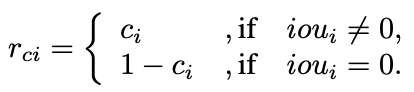 r_{ci} = { c_i , if iou_i ≠ 0,
1 − c_i , if iou_i = 0.